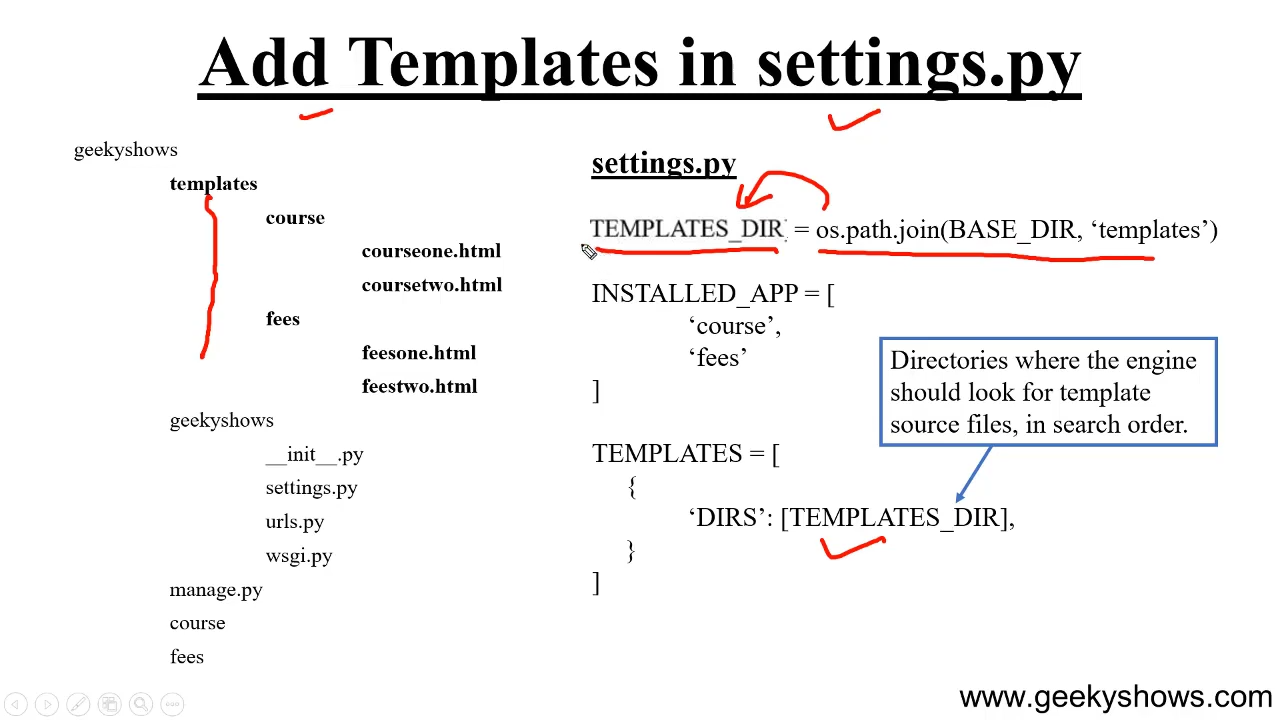 Add Templates in settings.py
geekyshows
templates
course
courseone.html
coursetwo.html
fees
feesone.html
feestwo.html
geekyshows
__init__.py
settings.py
urls.py
wsgi.py
manage.py
course
fees
settings.py
TEMPLATES_DIR = os.path.join(BASE_DIR, ‘templates’)
INSTALLED_APP = [
‘course’,
‘fees’
]
TEMPLATES = [
{
‘DIRS’: [TEMPLATES_DIR],
}
]
Directories where the engine
should look for template
source files, in search order.
www.geekyshows.com